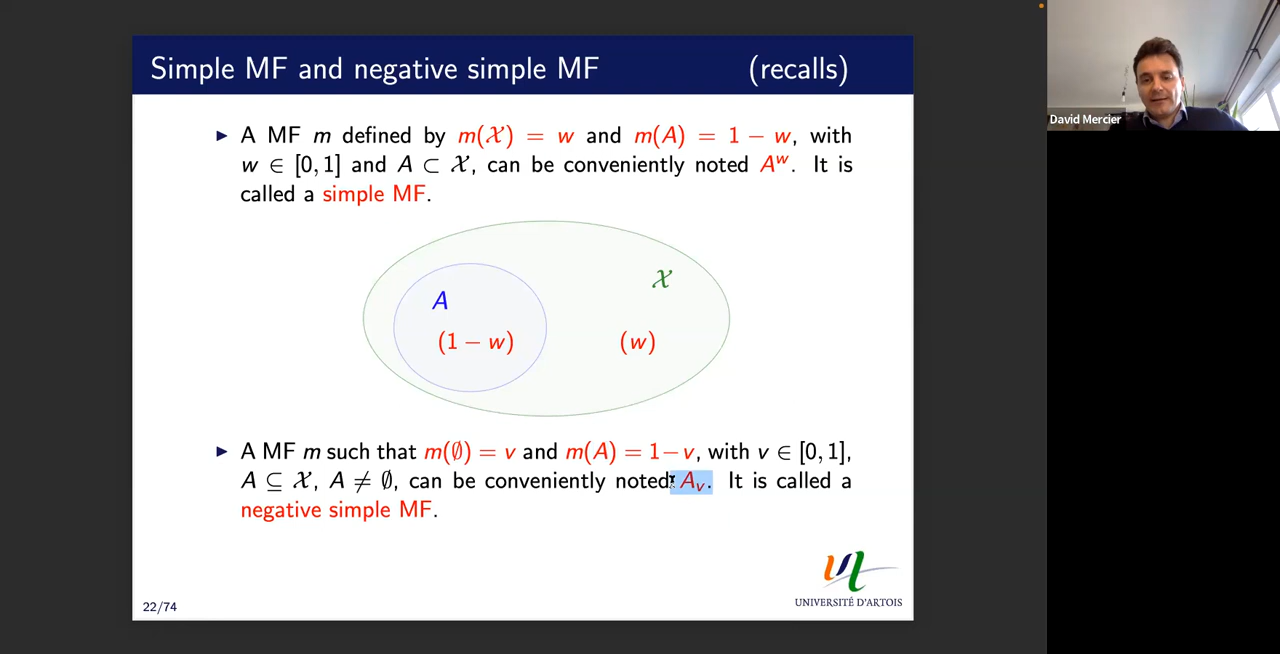 Simple MF and negative simple MF (recalls)
▶ A MF m defined by m(𝒳) = w and m(A) = 1 − w, with
w ∈ [0, 1] and A ⊂ 𝒳, can be conveniently noted Aʷ. It is
called a simple MF.
𝒳
A
(1 − w) (w)
▶ A MF m such that m(∅) = v and m(A) = 1−v, with v ∈ [0, 1],
A ⊆ 𝒳, A ≠ ∅, can be conveniently noted Aᵥ. It is called a
negative simple MF.
22/74
UNIVERSITÉ D'ARTOIS
David Mercier